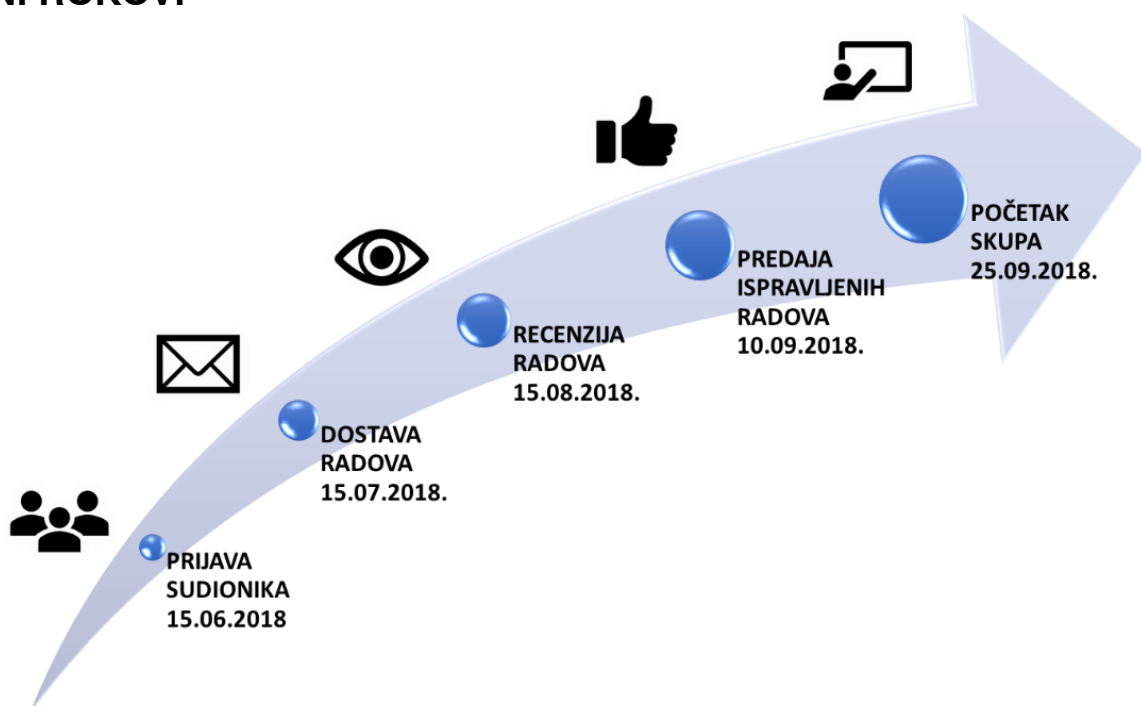 PRIJAVA
SUDIONIKA
15.06.2018
DOSTAVA
RADOVA
15.07.2018.
RECENZIJA
RADOVA
15.08.2018.
PREDAJA
ISPRAVLJENIH
RADOVA
10.09.2018.
POČETAK
SKUPA
25.09.2018.